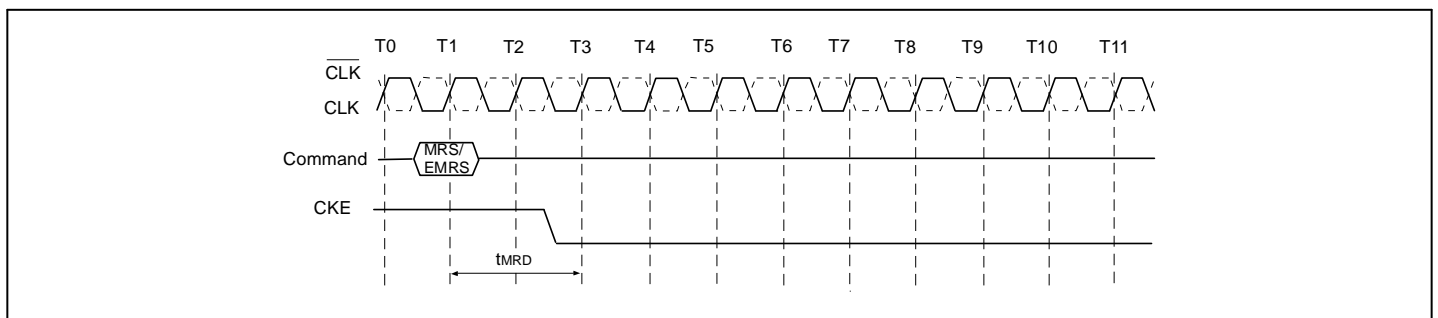 T0 T1 T2 T3 T4 T5 T6 T7 T8 T9 T10 T11
CLK
CLK
Command
MRS/
EMRS
CKE
tMRD